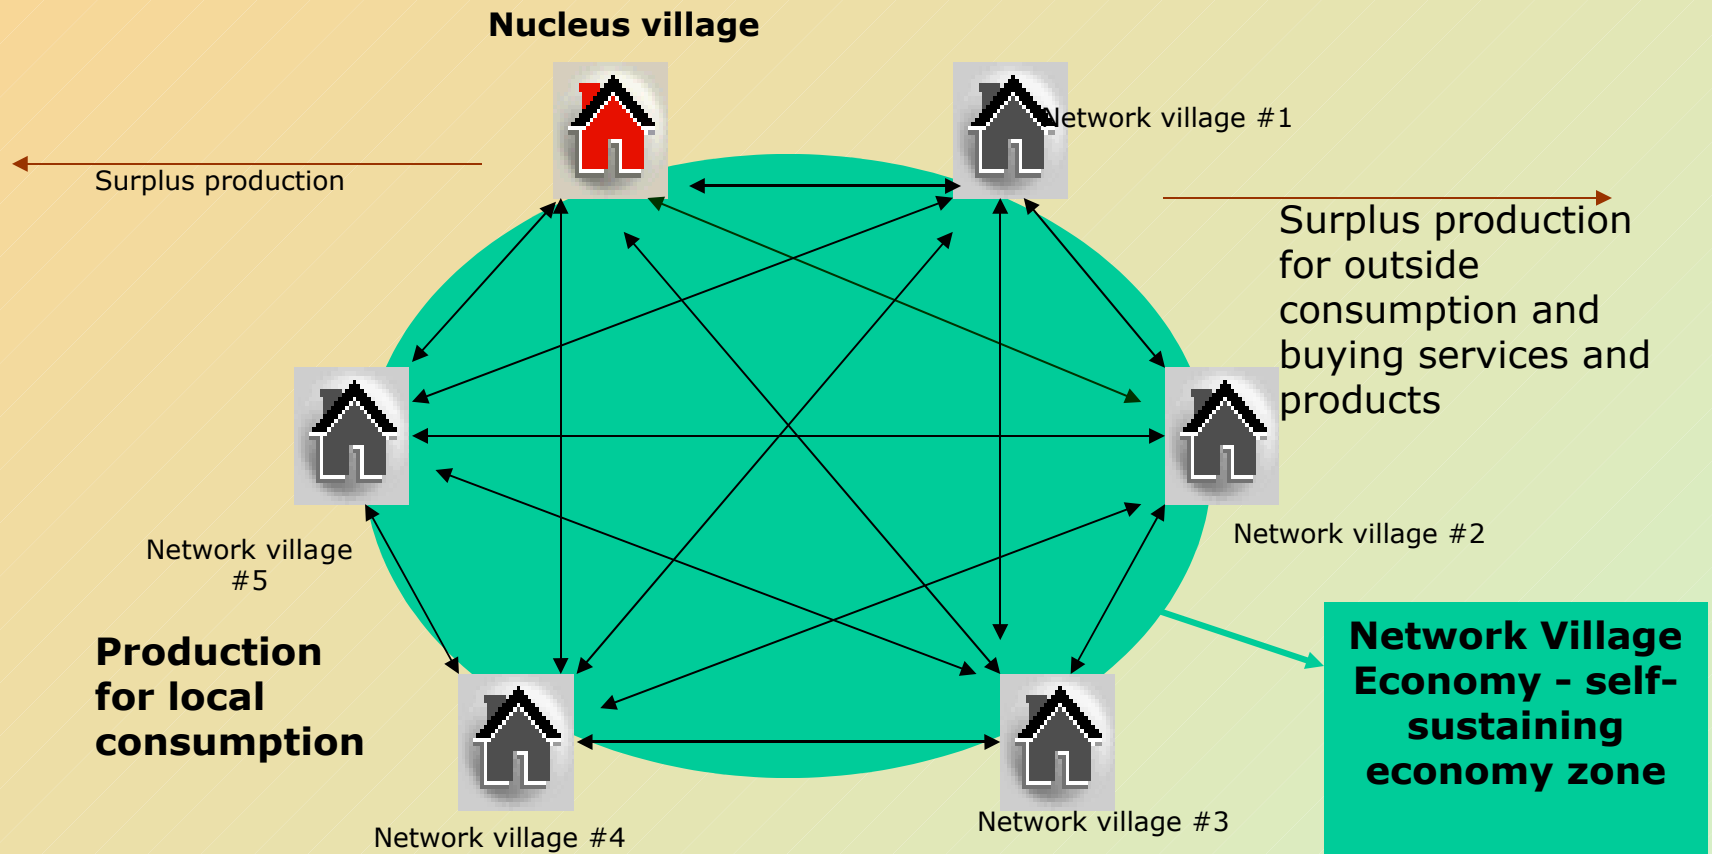 Nucleus village
Network village #1
Surplus production
Surplus production
for outside
consumption and
buying services and
products
Network village #2
Network village
#5
Production
for local
consumption
Network Village
Economy - self-
sustaining
economy zone
Network village #3
Network village #4